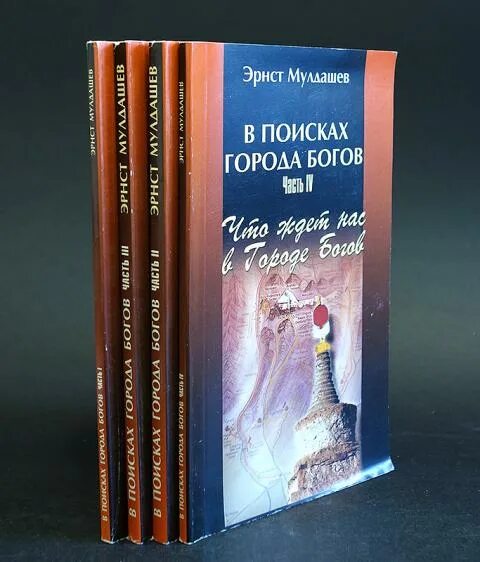 ЭРНСТ МУЛДАШЕВ
В ПОИСКАХ ГОРОДА БОГОВ ЧАСТЬ I
ЭРНСТ МУЛДАШЕВ
В ПОИСКАХ ГОРОДА БОГОВ ЧАСТЬ III
ЭРНСТ МУЛДАШЕВ
В ПОИСКАХ ГОРОДА БОГОВ ЧАСТЬ II
ЭРНСТ МУЛДАШЕВ
В ПОИСКАХ ГОРОДА БОГОВ ЧАСТЬ IV
Эрнст Мулдашев
В ПОИСКАХ
ГОРОДА БОГОВ
Часть IV
Что ждет нас
в Городе Богов